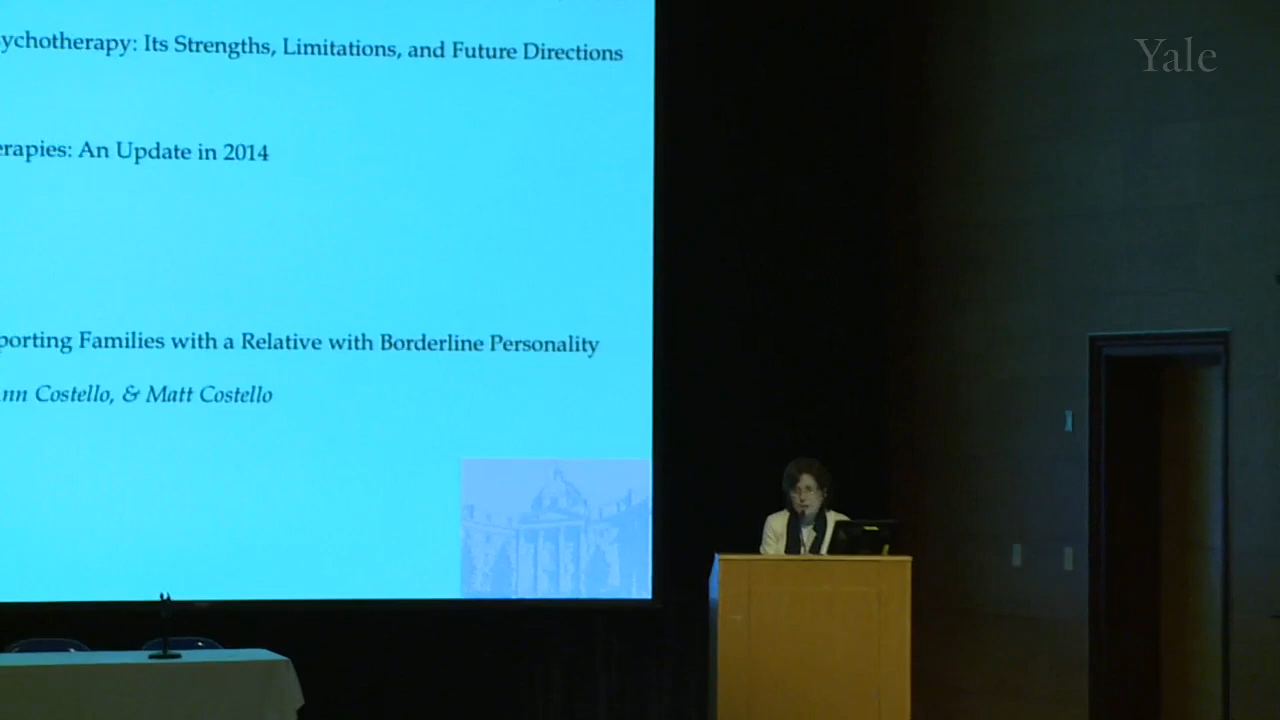 ychotherapy: Its Strengths, Limitations, and Future Directions
Yale
erapies: An Update in 2014
porting Families with a Relative with Borderline Personality
nn Costello, & Matt Costello